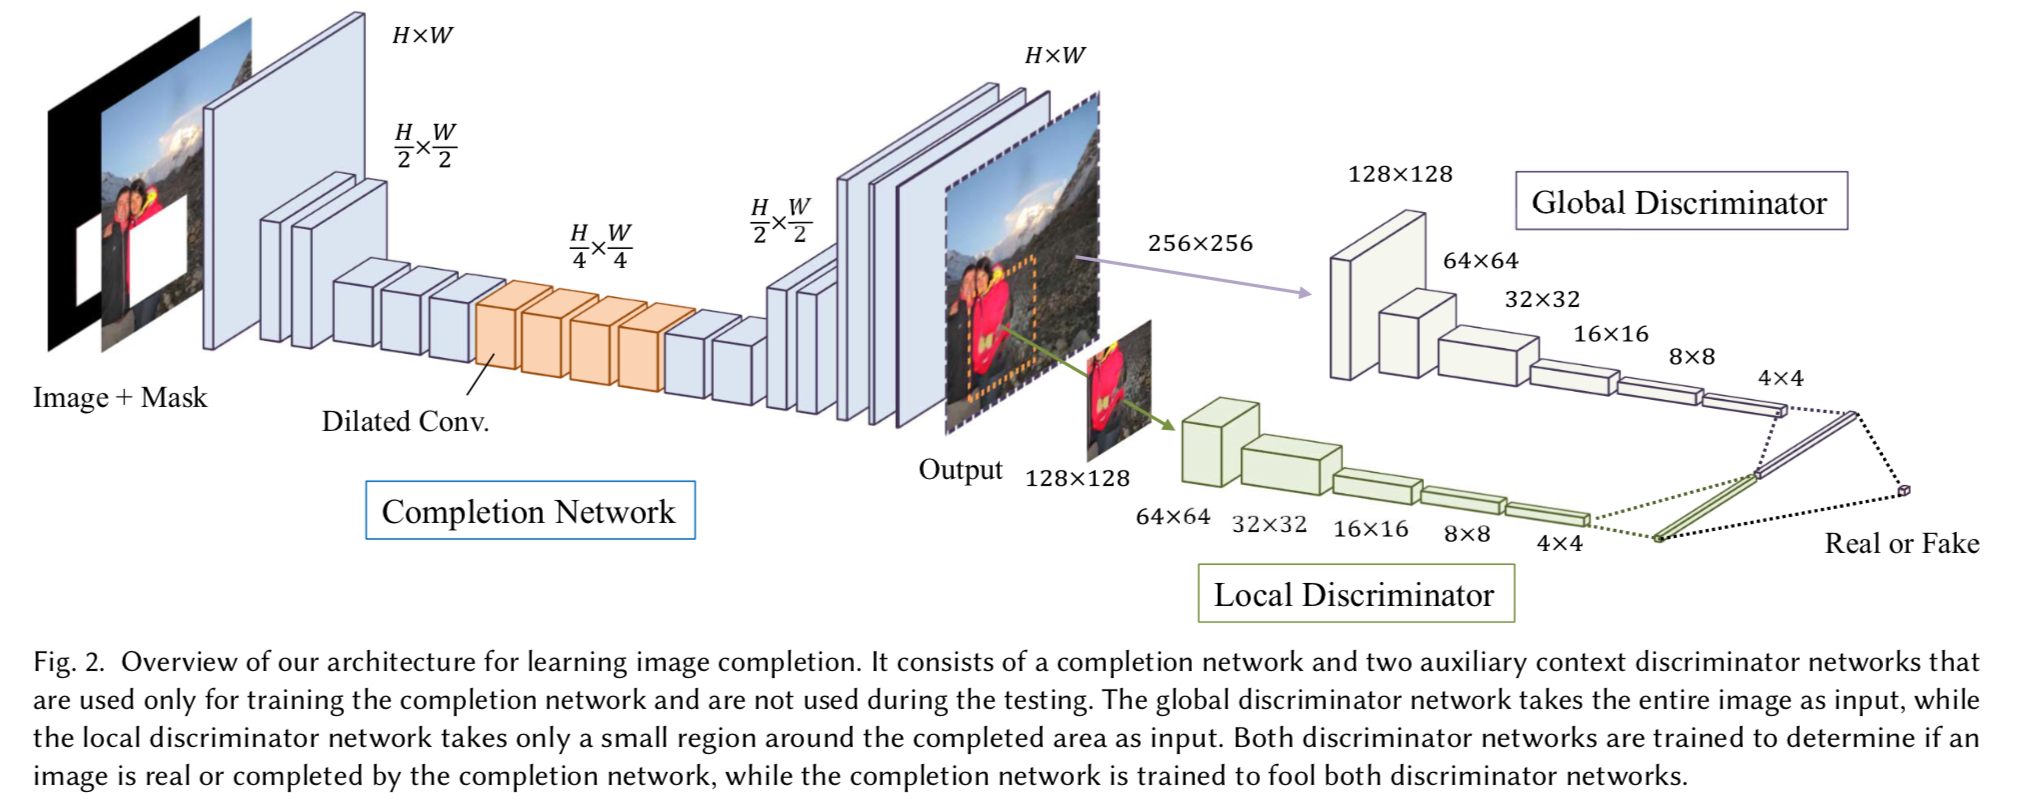 H×W
H/2×W/2
H/4×W/4
H/2×W/2
H×W
Image + Mask
Dilated Conv.
Completion Network
Output
256×256
128×128
Global Discriminator
128×128
64×64
32×32
16×16
8×8
4×4
64×64
32×32
16×16
8×8
4×4
Local Discriminator
Real or Fake
Fig. 2. Overview of our architecture for learning image completion. It consists of a completion network and two auxiliary context discriminator networks that
are used only for training the completion network and are not used during the testing. The global discriminator network takes the entire image as input, while
the local discriminator network takes only a small region around the completed area as input. Both discriminator networks are trained to determine if an
image is real or completed by the completion network, while the completion network is trained to fool both discriminator networks.